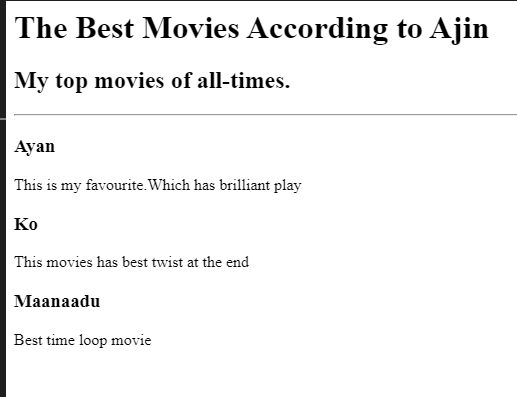 The Best Movies According to Ajin
My top movies of all-times.
Ayan
This is my favourite.Which has brilliant play
Ko
This movies has best twist at the end
Maanaadu
Best time loop movie